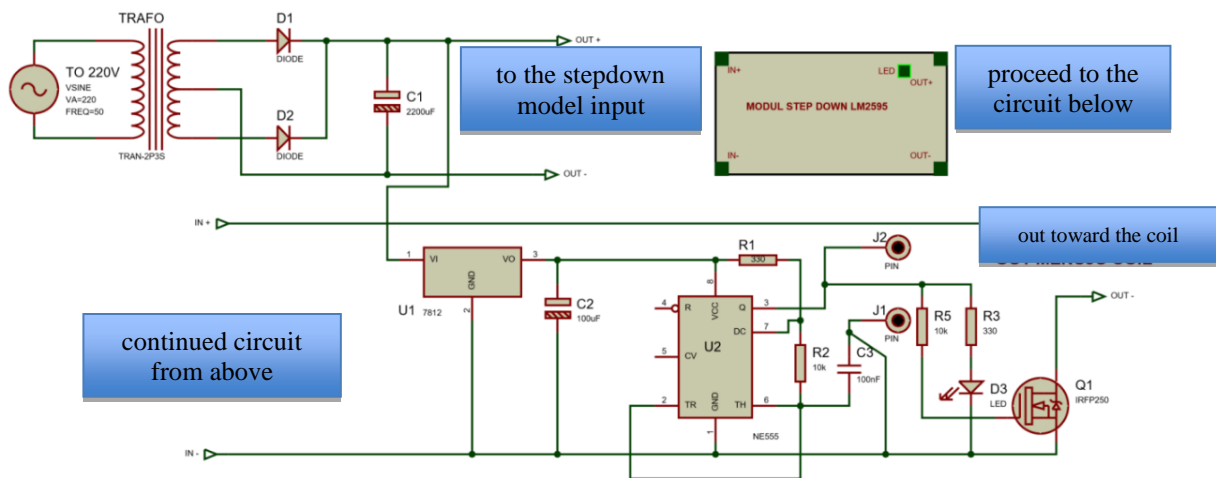 TRAFO
TO 220V
VSINE
VA=220
FREQ=50
TRAN-2P3S
D1
DIODE
D2
DIODE
C1
2200uF
OUT +
OUT -
to the stepdown
model input
IN+
LED
OUT+
MODUL STEP DOWN LM2595
IN-
OUT-
proceed to the
circuit below
IN +
out toward the coil
continued circuit
from above
1
VI
VO
3
GND
2
U1
7812
C2
100uF
R1
330
8
VCC
4
R
Q
3
DC
7
5
CV
U2
2
TR
GND
TH
6
1
NE555
R2
10k
C3
100nF
J2
PIN
J1
PIN
R5
10k
R3
330
D3
LED
Q1
IRFP250
OUT -
IN -